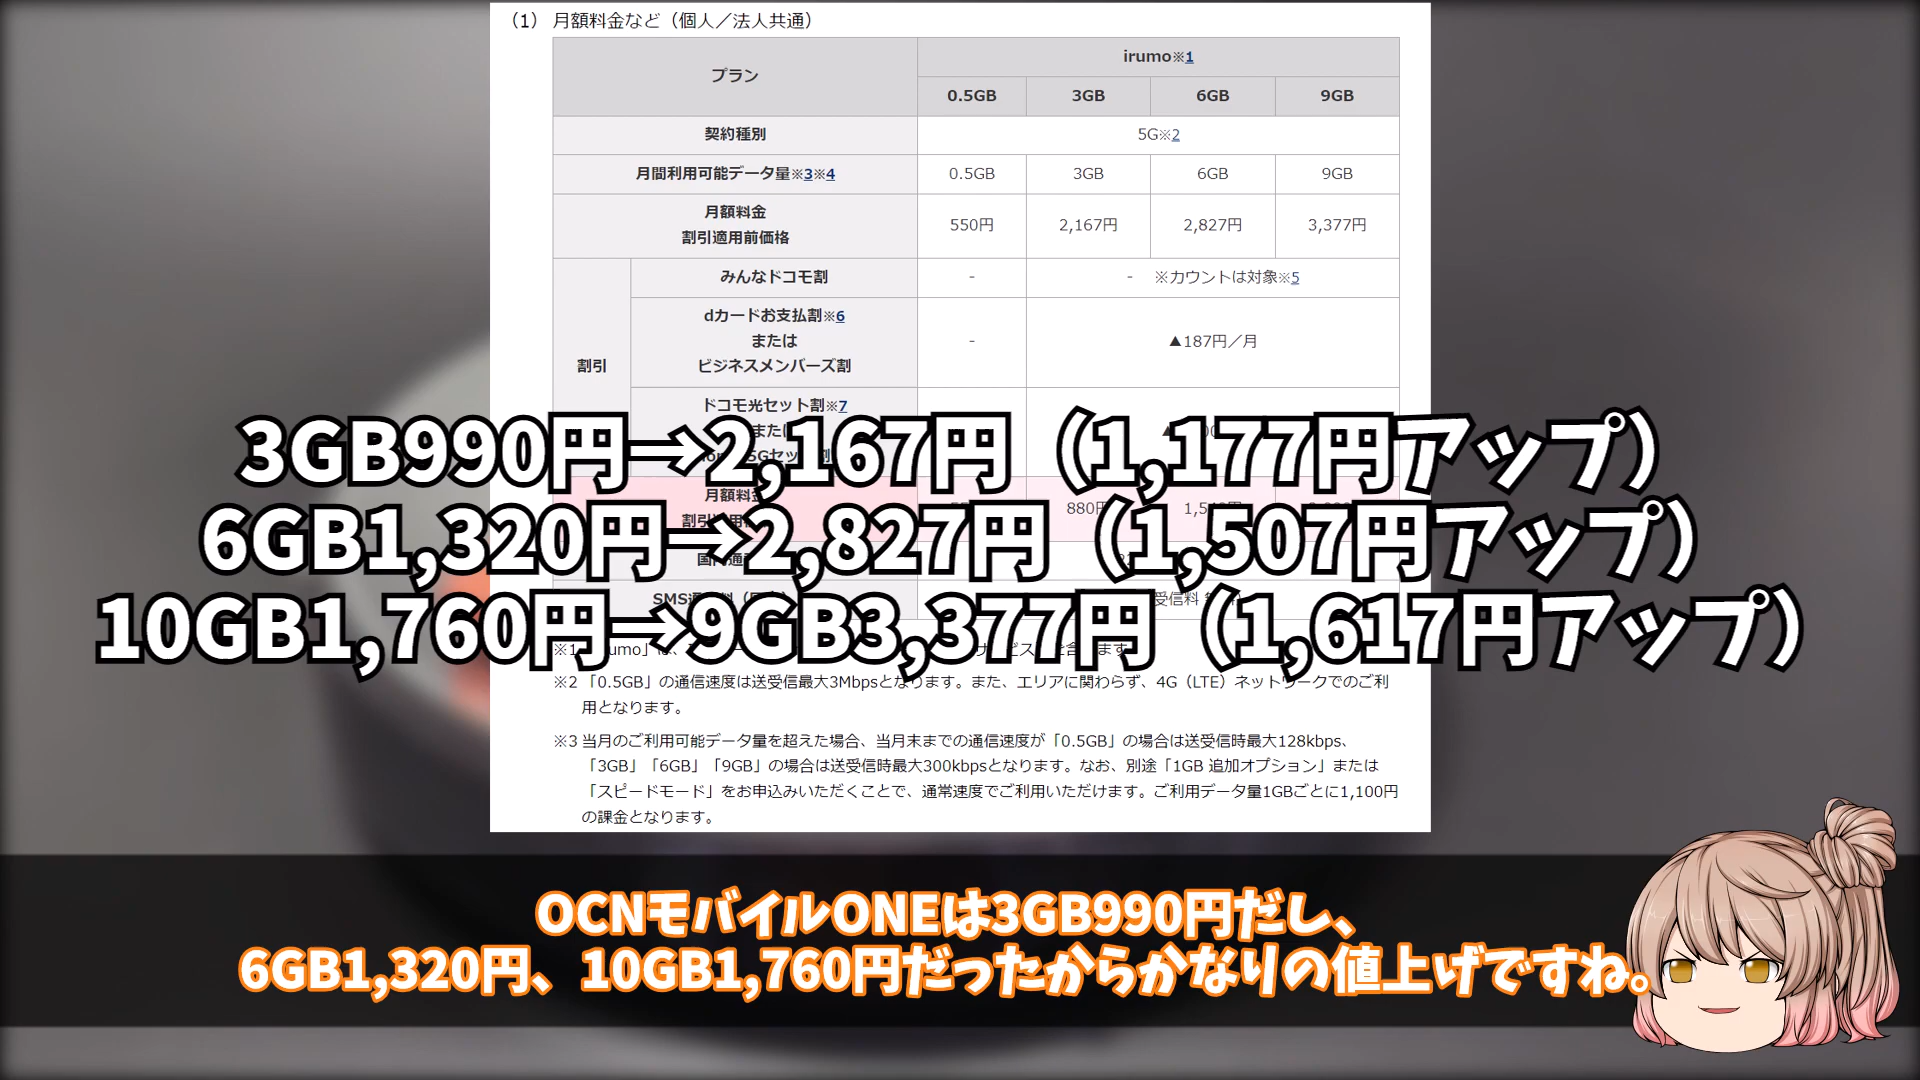 （1） 月額料金など（個人／法人共通）
プラン
irumo※1
0.5GB 3GB 6GB 9GB
契約種別 5G※2
月間利用可能データ量※3※4 0.5GB 3GB 6GB 9GB
月額料金
割引適用前価格
550円 2,167円 2,827円 3,377円
割引
みんなドコモ割 - - ※カウントは対象※5
dカードお支払割※6
または
ビジネスメンバーズ割
- ▲187円／月
ドコモ光セット割※7
3GB990円⇒2,167円（1,177円アップ）
6GB1,320円⇒2,827円（1,507円アップ）
10GB1,760円⇒9GB3,377円（1,617円アップ）
月額料金
880円
※2 「0.5GB」の通信速度は送受信最大3Mbpsとなります。また、エリアに関わらず、4G（LTE）ネットワークでのご利
用となります。
※3 当月のご利用可能データ量を超えた場合、当月末までの通信速度が「0.5GB」の場合は送受信時最大128kbps、
「3GB」「6GB」「9GB」の場合は送受信時最大300kbpsとなります。なお、別途「1GB 追加オプション」または
「スピードモード」をお申込みいただくことで、通常速度でご利用いただけます。ご利用データ量1GBごとに1,100円
の課金となります。
OCNモバイルONEは3GB990円だし、
6GB1,320円、10GB1,760円だったからかなりの値上げですね。